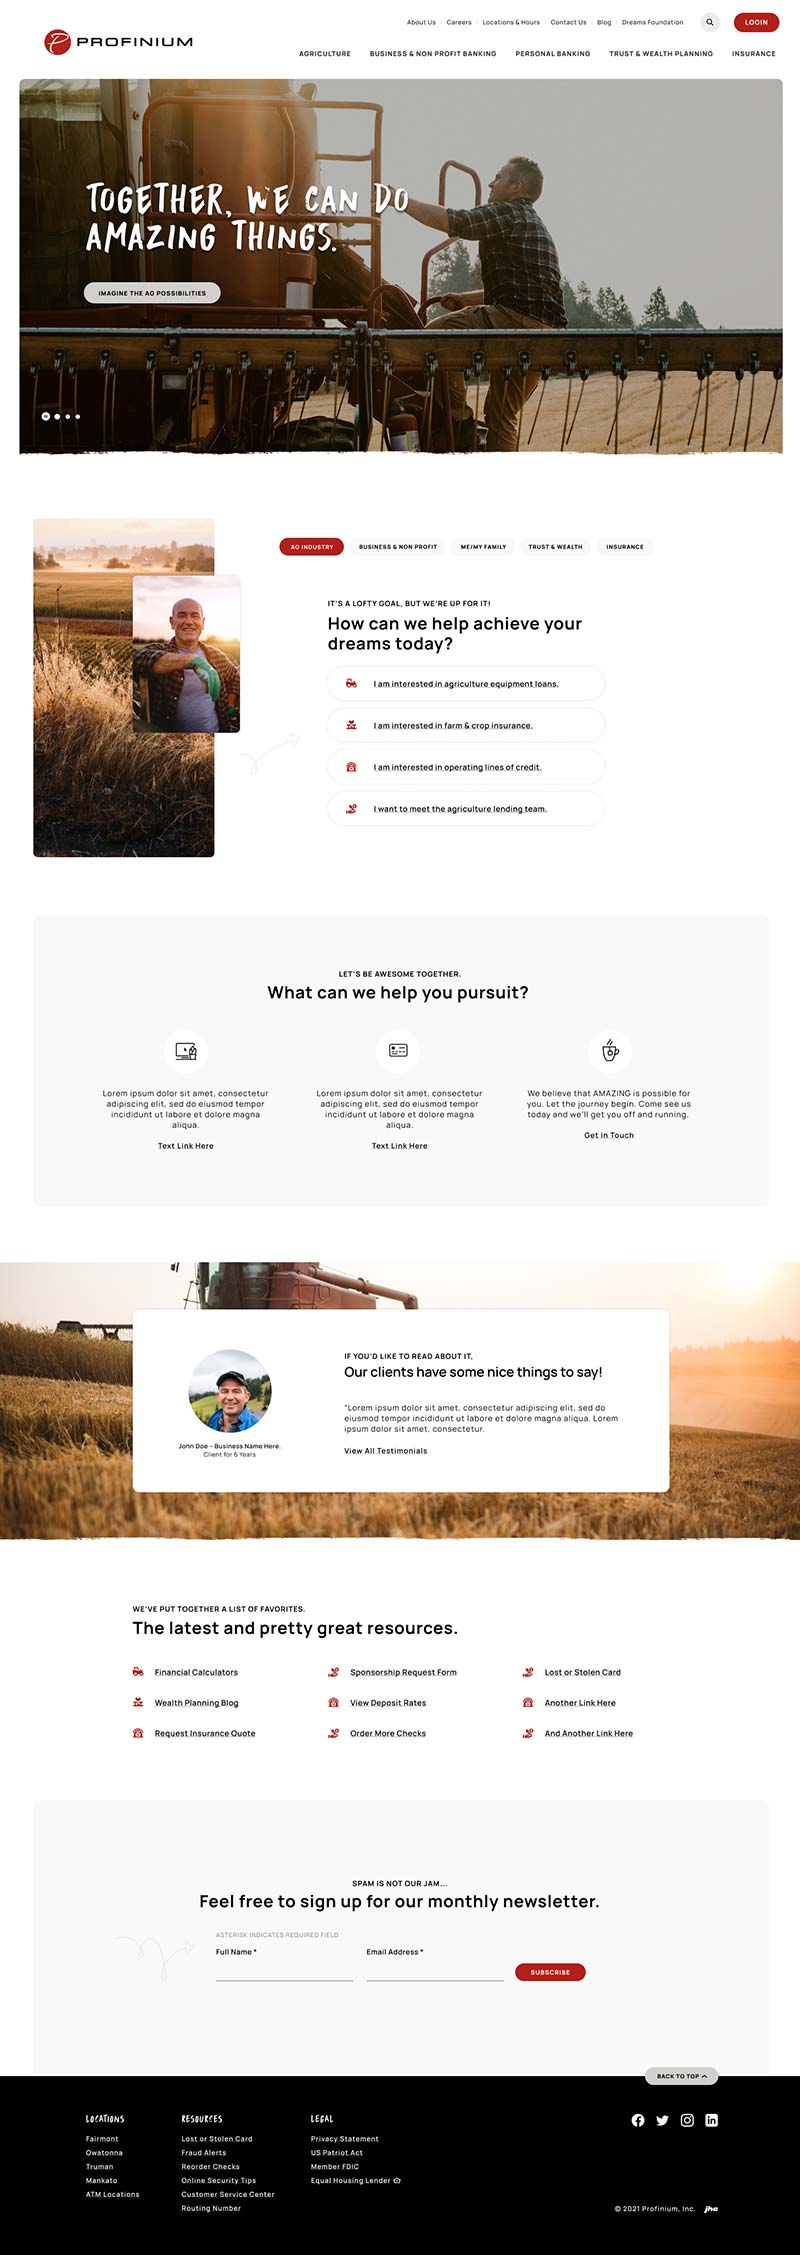 About Us
Careers
Locations & Hours
Contact Us
Blog
Dreams Foundation
LOGIN
PROFINIUM
AGRICULTURE
BUSINESS & NON PROFIT BANKING
PERSONAL BANKING
TRUST & WEALTH PLANNING
INSURANCE
TOGETHER, WE CAN DO
AMAZING THINGS.
IMAGINE THE AG POSSIBILITIES
AG INDUSTRY
BUSINESS & NON PROFIT
ME/MY FAMILY
TRUST & WEALTH
INSURANCE
IT'S A LOFTY GOAL, BUT WE'RE UP FOR IT!
How can we help achieve your
dreams today?
I am interested in agriculture equipment loans.
I am interested in farm & crop insurance.
I am interested in operating lines of credit.
I want to meet the agriculture lending team.
LET'S BE AWESOME TOGETHER.
What can we help you pursuit?
Lorem ipsum dolor sit amet, consectetur
adipiscing elit, sed do eiusmod tempor
incididunt ut labore et dolore magna
aliqua.
Text Link Here
Lorem ipsum dolor sit amet, consectetur
adipiscing elit, sed do eiusmod tempor
incididunt ut labore et dolore magna
aliqua.
Text Link Here
We believe that AMAZING is possible for
you. Let the journey begin. Come see us
today and we'll get you off and running.
Get in Touch
IF YOU'D LIKE TO READ ABOUT IT,
Our clients have some nice things to say!
"Lorem ipsum dolor sit amet, consectetur adipiscing elit, sed do
eiusmod tempor incididunt ut labore et dolore magna aliqua. Lorem
ipsum dolor sit amet, consectetur.
View All Testimonials
John Doe – Business Name Here.
Client for 6 Years
WE'VE PUT TOGETHER A LIST OF FAVORITES.
The latest and pretty great resources.
Financial Calculators
Sponsorship Request Form
Lost or Stolen Card
Wealth Planning Blog
View Deposit Rates
Another Link Here
Request Insurance Quote
Order More Checks
And Another Link Here
SPAM IS NOT OUR JAM...
Feel free to sign up for our monthly newsletter.
ASTERISK INDICATES REQUIRED FIELD
Full Name *
Email Address *
SUBSCRIBE
BACK TO TOP
LOCATIONS
Fairmont
Owatonna
Truman
Mankato
ATM Locations
RESOURCES
Lost or Stolen Card
Fraud Alerts
Reorder Checks
Online Security Tips
Customer Service Center
Routing Number
LEGAL
Privacy Statement
US Patriot Act
Member FDIC
Equal Housing Lender
© 2021 Profinium, Inc.
jha